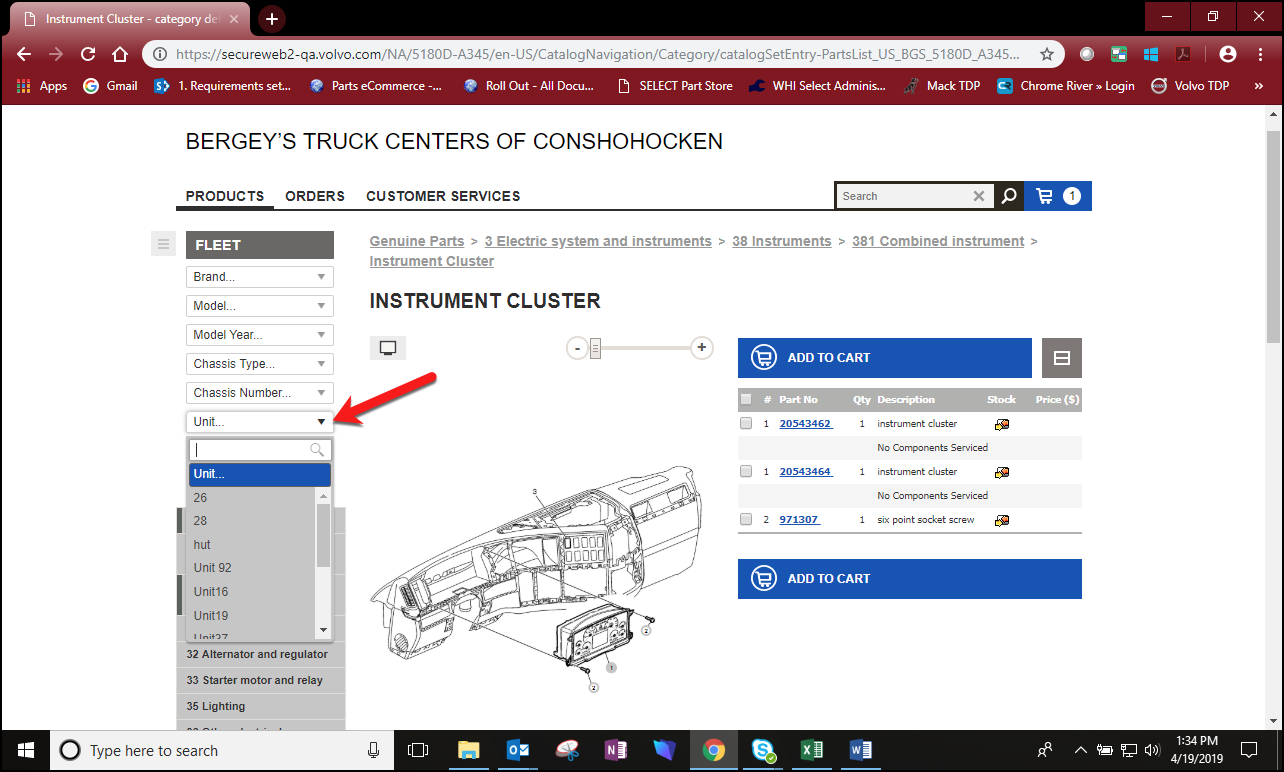 Instrument Cluster - category de
https://secureweb2-qa.volvo.com/NA/5180D-A345/en-US/CatalogNavigation/Category/catalogSetEntry-PartsList_US_BGS_5180D_A345...
Apps Gmail 1. Requirements set... Parts eCommerce -... Roll Out - All Docu... SELECT Part Store WHI Select Adminis... Mack TDP Chrome River » Login Volvo TDP »
BERGEY'S TRUCK CENTERS OF CONSHOHOCKEN
PRODUCTS ORDERS CUSTOMER SERVICES
Search 1
FLEET
Brand...
Model...
Model Year...
Chassis Type...
Chassis Number...
Unit...
Unit...
26
28
hut
Unit 92
Unit16
Unit19
Unit37
32 Alternator and regulator
33 Starter motor and relay
35 Lighting
Genuine Parts > 3 Electric system and instruments > 38 Instruments > 381 Combined instrument >
Instrument Cluster
INSTRUMENT CLUSTER
- +
3
2
1
2
ADD TO CART
# Part No Qty Description Stock Price ($)
1 20543462 1 instrument cluster
No Components Serviced
1 20543464 1 instrument cluster
No Components Serviced
2 971307 1 six point socket screw
ADD TO CART
Type here to search
1:34 PM
4/19/2019